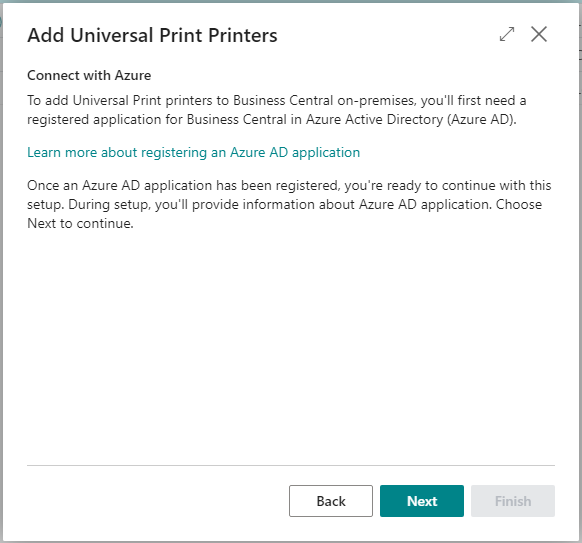 Add Universal Print Printers
Connect with Azure
To add Universal Print printers to Business Central on-premises, you'll first need a
registered application for Business Central in Azure Active Directory (Azure AD).
Learn more about registering an Azure AD application
Once an Azure AD application has been registered, you're ready to continue with this
setup. During setup, you'll provide information about Azure AD application. Choose
Next to continue.
Back
Next
Finish